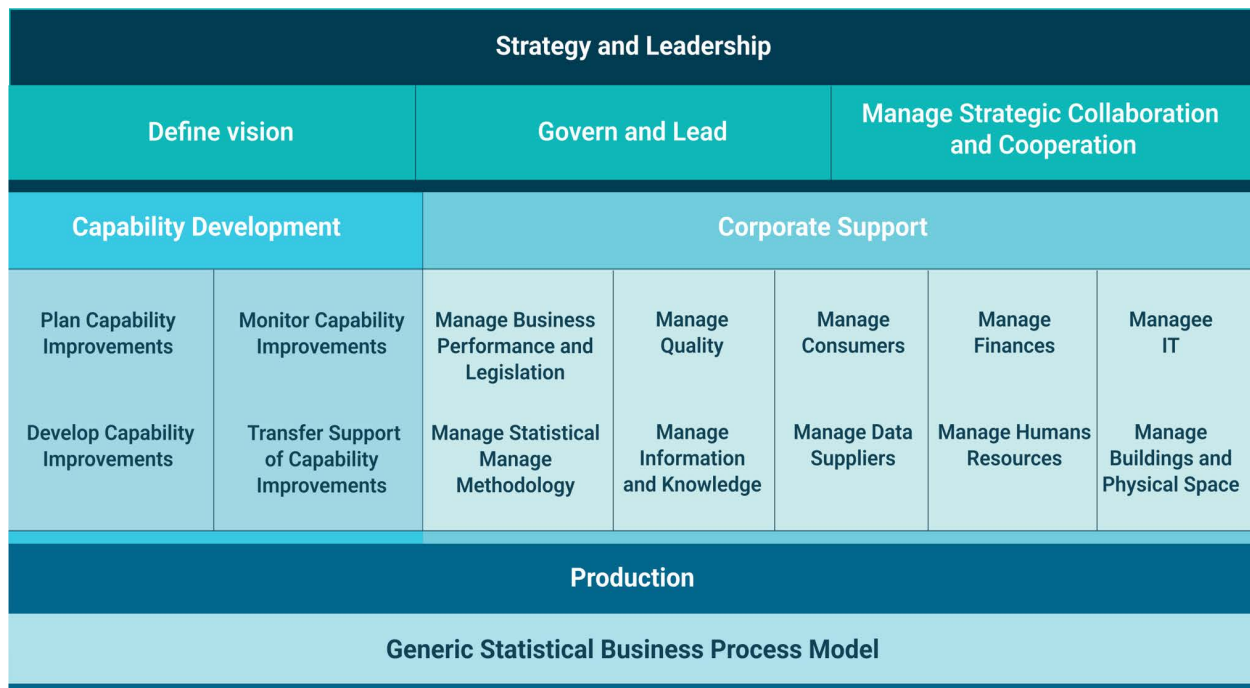 Strategy and Leadership
Define vision
Govern and Lead
Manage Strategic Collaboration
and Cooperation
Capability Development
Corporate Support
Plan Capability
Improvements
Monitor Capability
Improvements
Manage Business
Performance and
Legislation
Manage
Quality
Manage
Consumers
Manage
Finances
Managee
IT
Develop Capability
Improvements
Transfer Support
of Capability
Improvements
Manage Statistical
Manage
Methodology
Manage
Information
and Knowledge
Manage Data
Suppliers
Manage Humans
Resources
Manage
Buildings and
Physical Space
Production
Generic Statistical Business Process Model